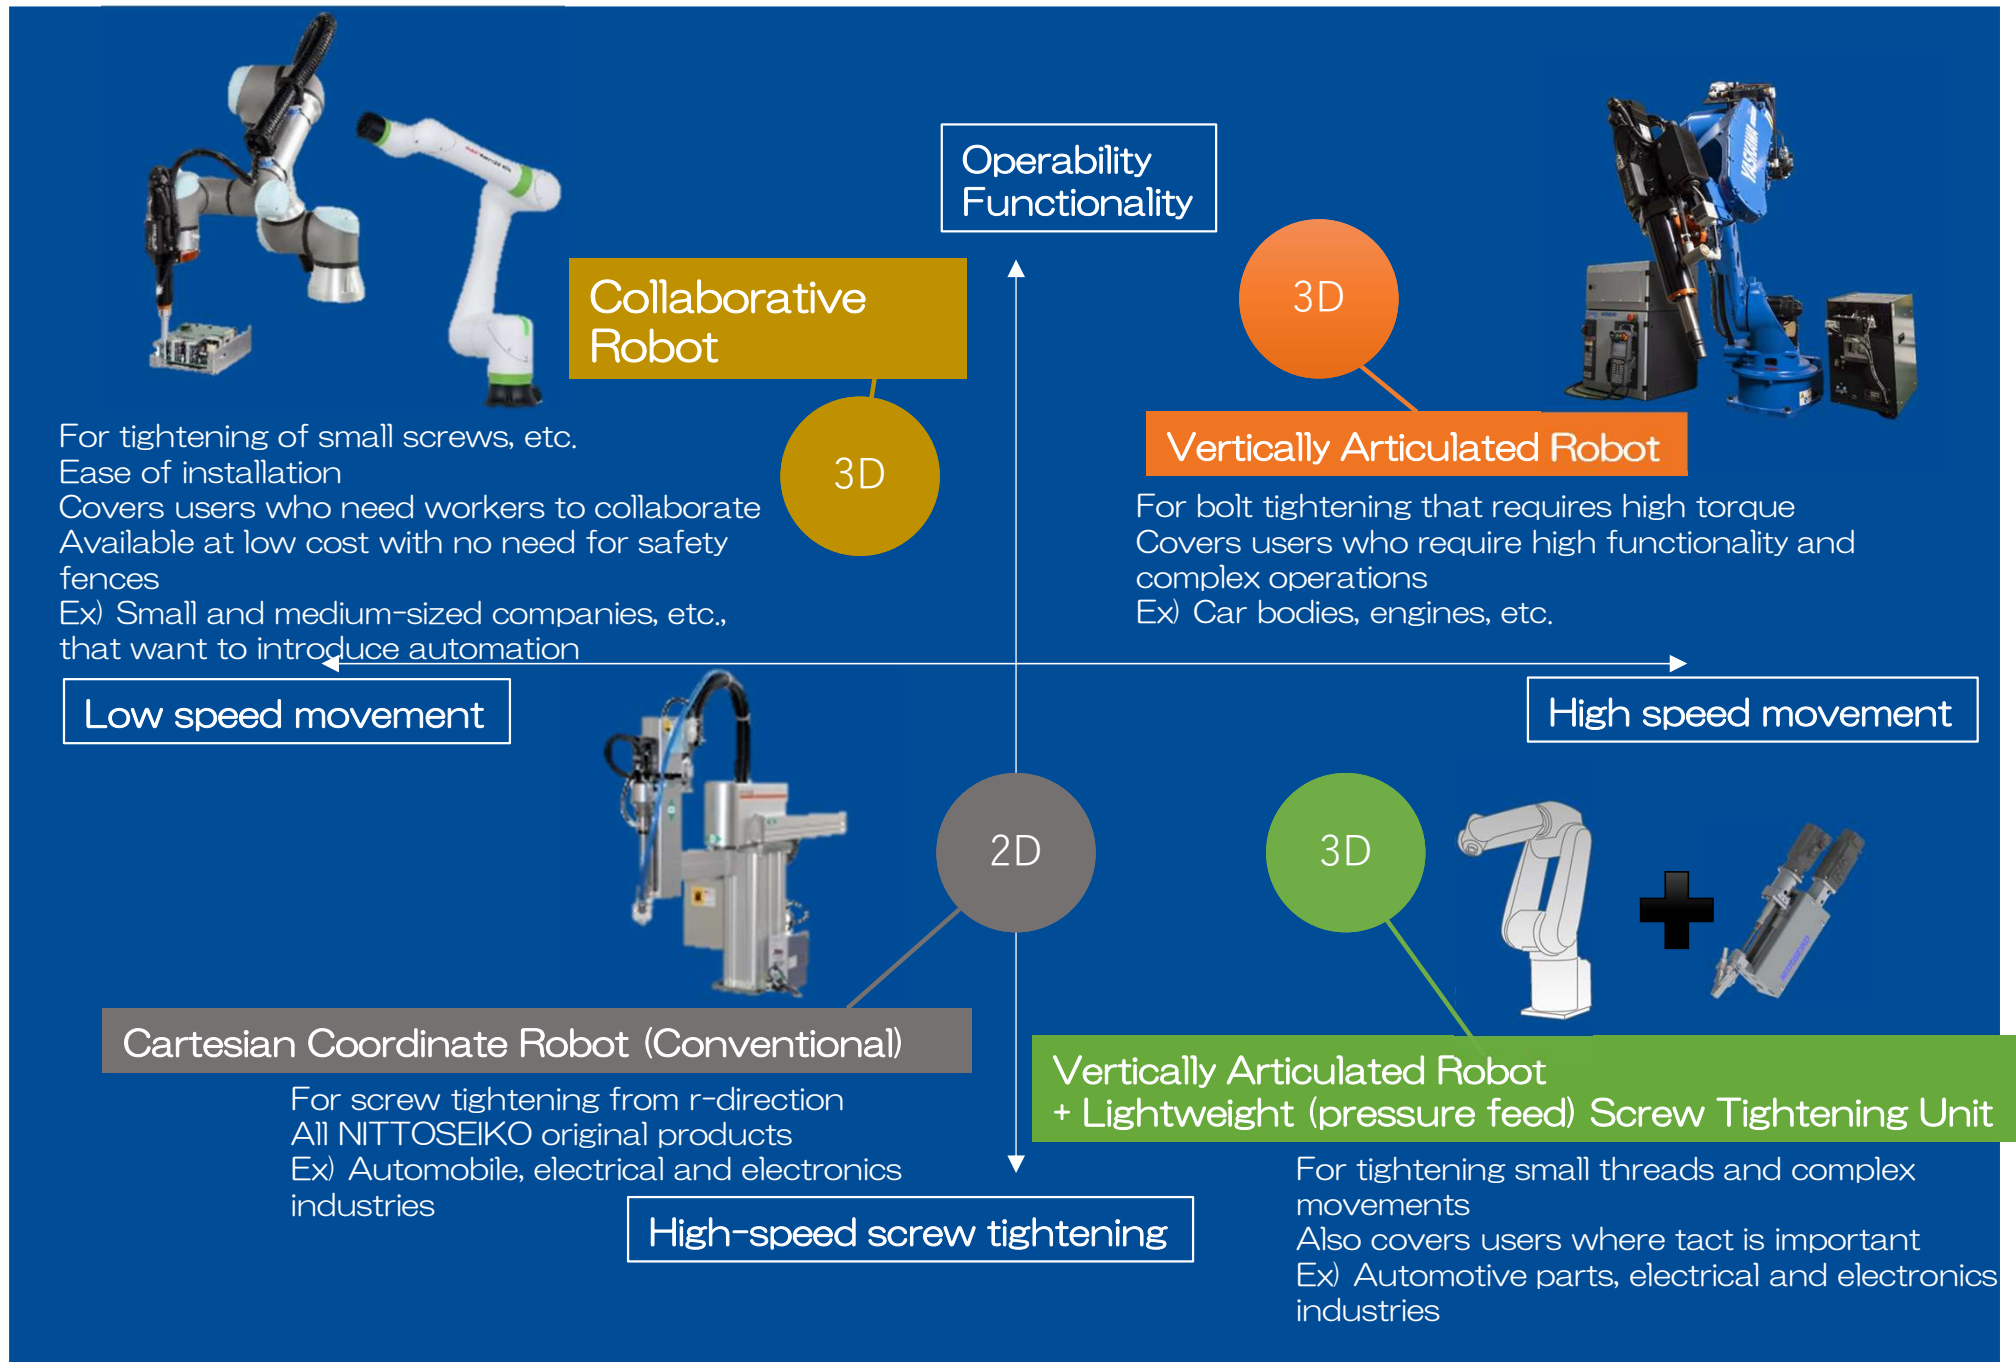 Operability
Functionality
YASKAWA
3D
Collaborative
Robot
3D
Vertically Articulated Robot
For tightening of small screws, etc.
Ease of installation
Covers users who need workers to collaborate
Available at low cost with no need for safety
fences
Ex) Small and medium-sized companies, etc.,
that want to introduce automation
For bolt tightening that requires high torque
Covers users who require high functionality and
complex operations
Ex) Car bodies, engines, etc.
Low speed movement
High speed movement
2D
3D
NITTOSEIKO
Cartesian Coordinate Robot (Conventional)
For screw tightening from r-direction
All NITTOSEIKO original products
Ex) Automobile, electrical and electronics
industries
Vertically Articulated Robot
+ Lightweight (pressure feed) Screw Tightening Unit
For tightening small threads and complex
movements
Also covers users where tact is important
Ex) Automotive parts, electrical and electronics
industries
High-speed screw tightening